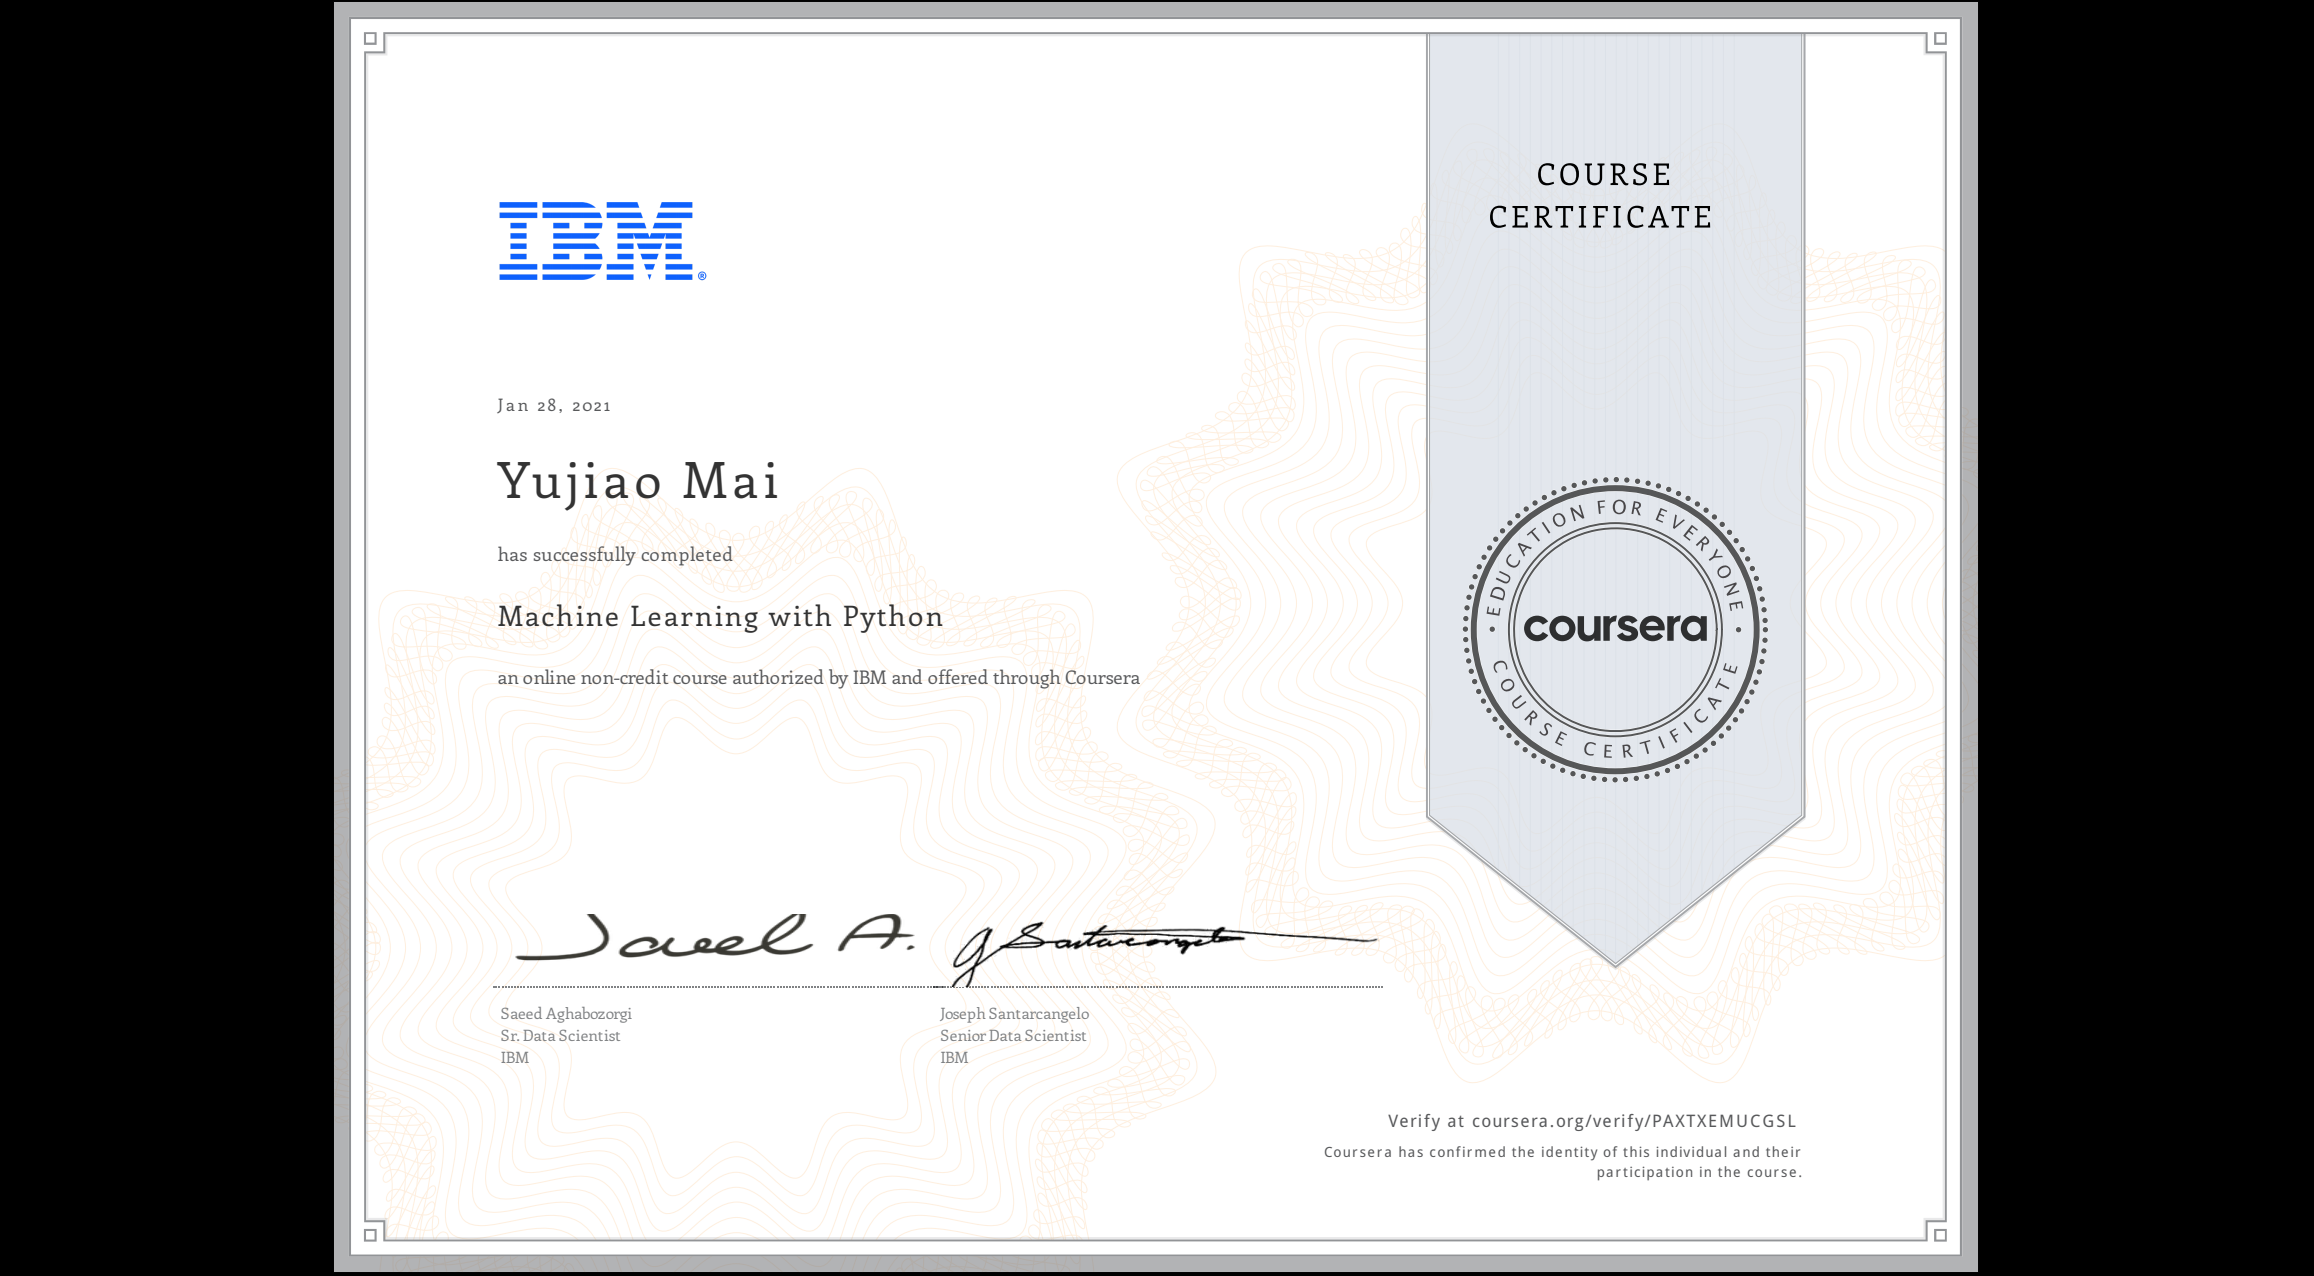 IBM®
Jan 28, 2021
Yujiao Mai
has successfully completed
Machine Learning with Python
an online non-credit course authorized by IBM and offered through Coursera
COURSE
CERTIFICATE
• EDUCATION FOR EVERYONE •
coursera
COURSE CERTIFICATE
Saeed A.
J Santarcangelo
Saeed Aghabozorgi
Sr. Data Scientist
IBM
Joseph Santarcangelo
Senior Data Scientist
IBM
Verify at coursera.org/verify/PAXTXEMUCGSL
Coursera has confirmed the identity of this individual and their
participation in the course.